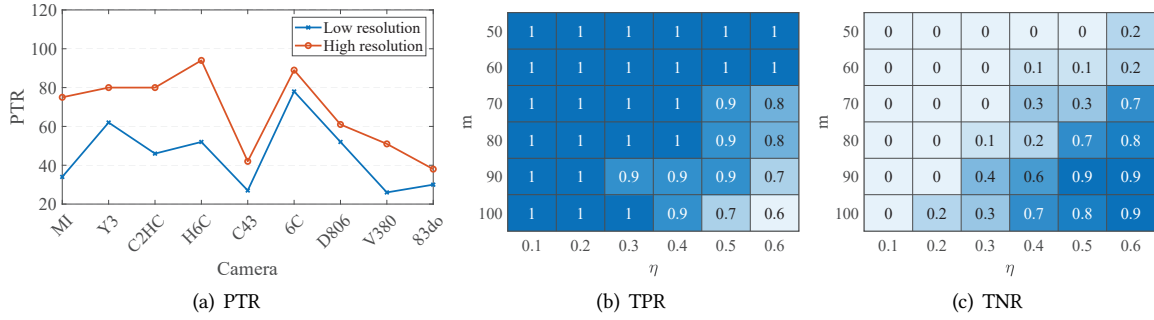 120
100
80
60
40
20
PTR
Low resolution
High resolution
MI
Y3
C2HC
H6C
C43
6C
D806
V380
83do
Camera
(a) PTR
m
50 1 1 1 1 1 1
60 1 1 1 1 1 1
70 1 1 1 1 0.9 0.8
80 1 1 1 1 0.9 0.8
90 1 1 0.9 0.9 0.9 0.7
100 1 1 1 0.9 0.7 0.6
0.1 0.2 0.3 0.4 0.5 0.6
η
(b) TPR
m
50 0 0 0 0 0 0.2
60 0 0 0 0.1 0.1 0.2
70 0 0 0 0.3 0.3 0.7
80 0 0 0.1 0.2 0.7 0.8
90 0 0 0.4 0.6 0.9 0.9
100 0 0.2 0.3 0.7 0.8 0.9
0.1 0.2 0.3 0.4 0.5 0.6
η
(c) TNR